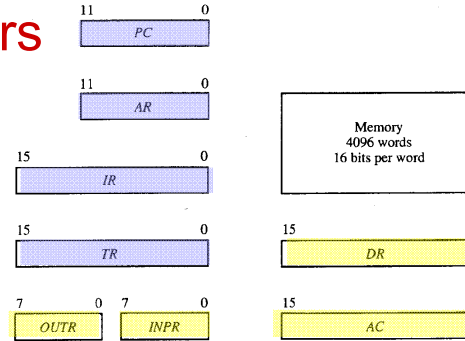 rs
11 0
PC
11 0
AR
Memory
4096 words
16 bits per word
15 0
IR
15 0
TR
15
DR
7 0
OUTR
7 0
INPR
15
AC